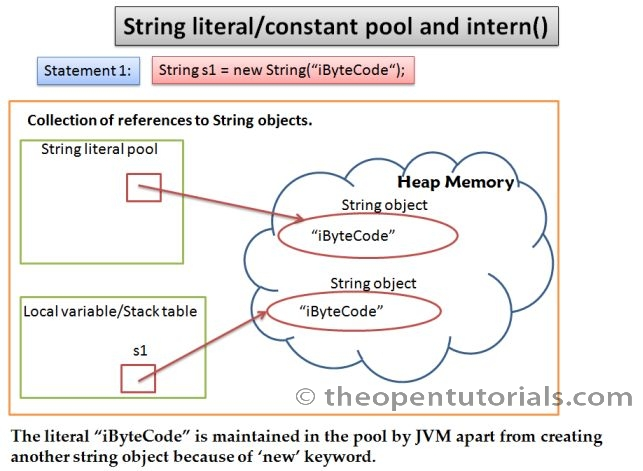 String literal/constant pool and intern()
Statement 1:
String s1 = new String(“iByteCode“);
Collection of references to String objects.
String literal pool
Heap Memory
String object
“iByteCode”
String object
“iByteCode”
Local variable/Stack table
s1
© theopentutorials.com
The literal “iByteCode” is maintained in the pool by JVM apart from creating
another string object because of ‘new’ keyword.